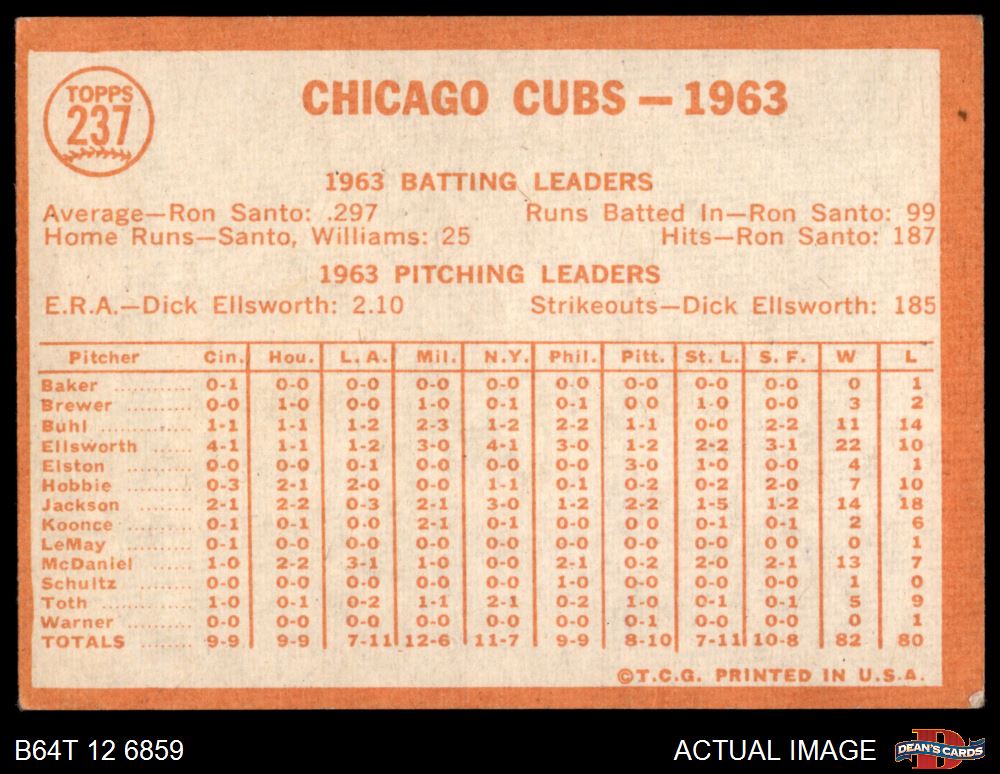 TOPPS
237
CHICAGO CUBS — 1963
1963 BATTING LEADERS
Average—Ron Santo: .297 Runs Batted In—Ron Santo: 99
Home Runs—Santo, Williams: 25 Hits—Ron Santo: 187
1963 PITCHING LEADERS
E.R.A.—Dick Ellsworth: 2.10 Strikeouts—Dick Ellsworth: 185
Pitcher Cin. Hou. L.A. Mil. N.Y. Phil. Pitt. St. L. S. F. W L
Baker .......... 0-1 0-0 0-0 0-0 0-0 0-0 0-0 0-0 0-0 0 1
Brewer ......... 0-0 1-0 0-0 1-0 0-1 0-1 0 0 1-0 0-0 3 2
Buhl ........... 1-1 1-1 1-2 2-3 1-2 2-2 1-1 0-0 2-2 11 14
Ellsworth ...... 4-1 1-1 1-2 3-0 4-1 3-0 1-2 2-2 3-1 22 10
Elston ......... 0-0 0-0 0-1 0-0 0-0 0-0 3-0 1-0 0-0 4 1
Hobbie ......... 0-3 2-1 2-0 0-0 1-1 0-1 0-2 0-2 2-0 7 10
Jackson ........ 2-1 2-2 0-3 2-1 3-0 1-2 2-2 1-5 1-2 14 18
Koonce ......... 0-1 0-1 0-0 2-1 0-1 0-0 0 0 0-1 0-1 2 6
LeMay .......... 0-1 0-0 0-0 0-0 0-0 0-0 0-0 0-0 0 0 0 1
McDaniel ...... 1-0 2-2 3-1 1-0 0-0 2-1 0-2 2-0 2-1 13 7
Schultz ........ 0-0 0-0 0-0 0-0 0-0 1-0 0-0 0-0 0-0 1 0
Toth ........... 1-0 0-1 0-2 1-1 2-1 0-2 1-0 0-1 0-1 5 9
Warner ......... 0-0 0-0 0-0 0-0 0-0 0-0 0-1 0-0 0-0 0 1
TOTALS ........ 9-9 9-9 7-11 12-6 11-7 9-9 8-10 7-11 10-8 82 80
©T.C.G. PRINTED IN U.S.A.
B64T 12 6859 ACTUAL IMAGE DEAN'S CARDS